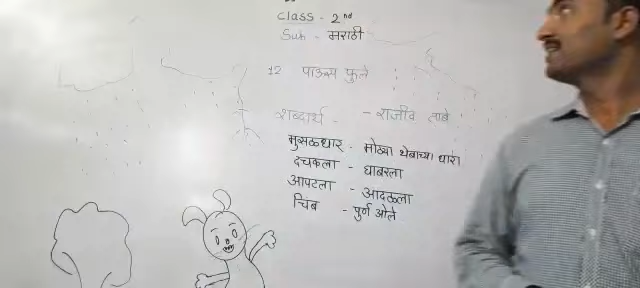 Class - 2nd
Sub - मराठी
12 पाऊस फुले
शब्दार्थ - - राजीव तांबे
मुसळधार - मोठ्या थेंबाच्या धारा
दचकला - घाबरला
आपटला - आदळला
चिंब - पुर्ण ओले